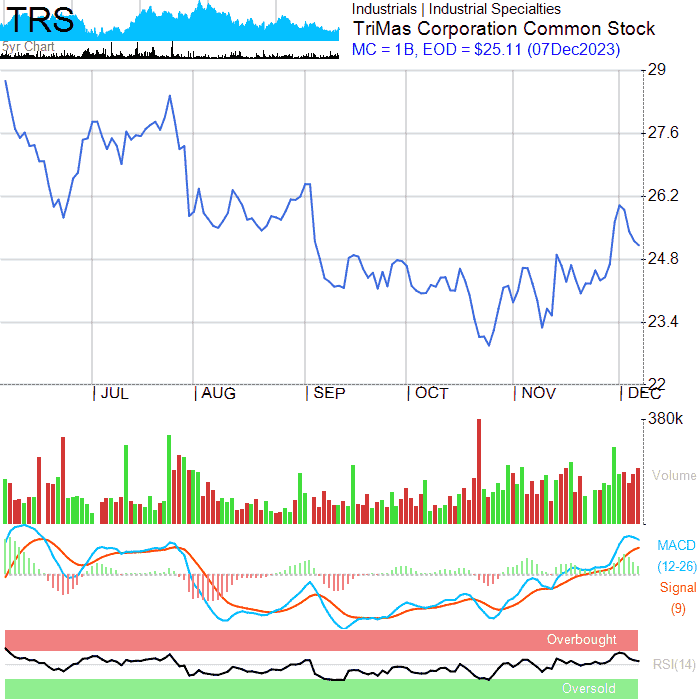 TRS
5yr Chart
Industrials | Industrial Specialties
TriMas Corporation Common Stock
MC = 1B, EOD = $25.11 (07Dec2023)
29
27.6
26.2
24.8
23.4
22
JUL
AUG
SEP
OCT
NOV
DEC
380k
Volume
MACD
(12-26)
Signal
(9)
Overbought
RSI(14)
Oversold